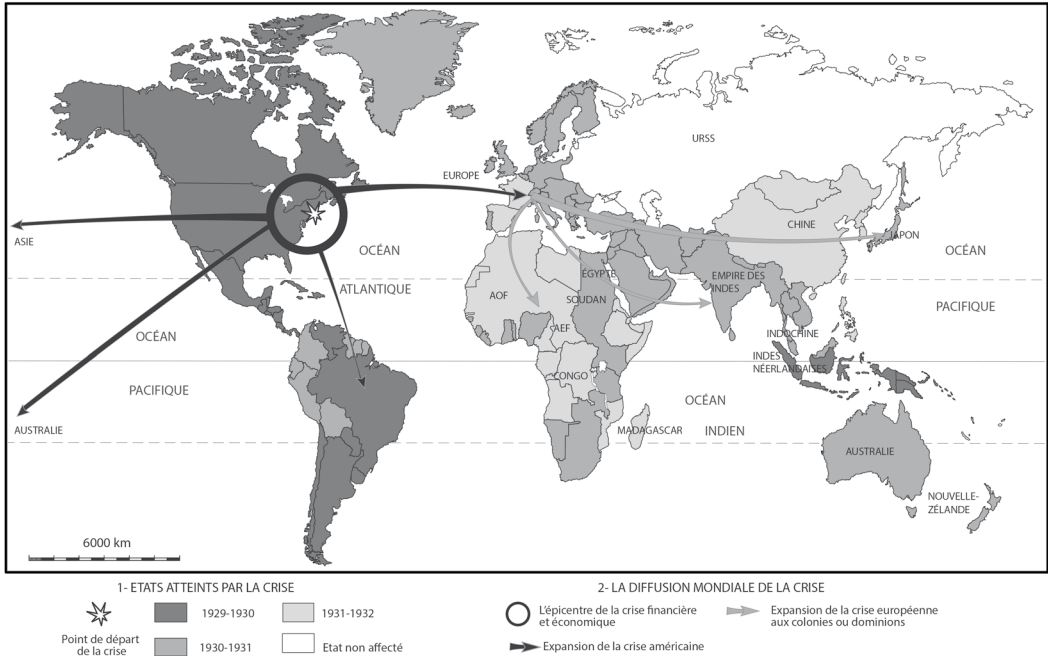 URSS
EUROPE
CHINE
JAPON
ASIE
OCÉAN
ATLANTIQUE
OCÉAN
PACIFIQUE
ÉGYPTE
EMPIRE DES
INDES
AOF
SOUDAN
AEF
INDOCHINE
OCÉAN
PACIFIQUE
INDES
NÉERLANDAISES
CONGO
OCÉAN
INDIEN
MADAGASCAR
AUSTRALIE
AUSTRALIE
NOUVELLE-
ZÉLANDE
6000 km
1- ETATS ATTEINTS PAR LA CRISE
Point de départ
de la crise
1929-1930
1930-1931
1931-1932
Etat non affecté
2- LA DIFFUSION MONDIALE DE LA CRISE
L'épicentre de la crise financière
et économique
Expansion de la crise américaine
Expansion de la crise européenne
aux colonies ou dominions